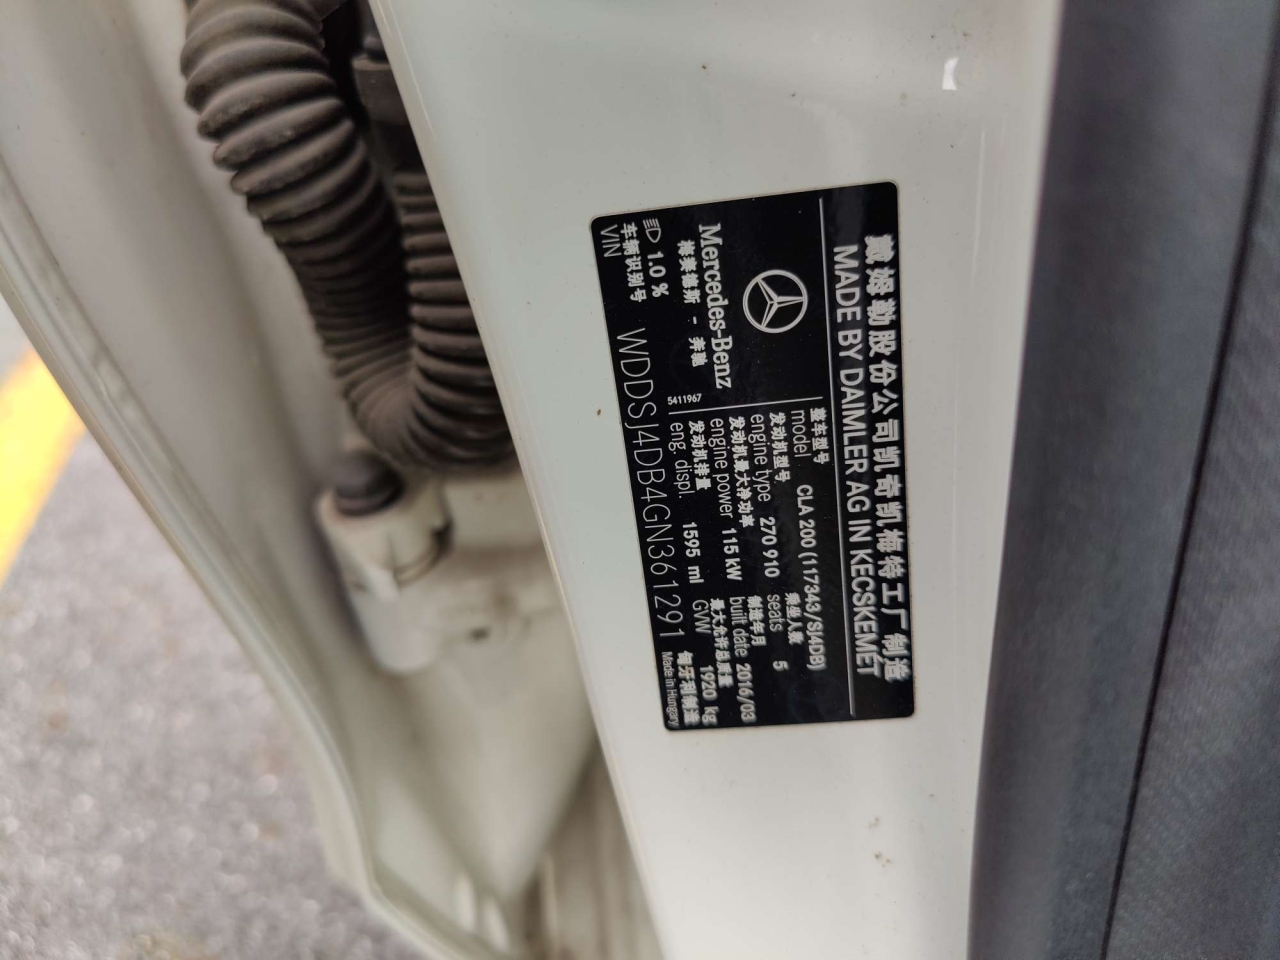 戴姆勒股份公司凯奇凯梅特工厂 制造
MADE BY DAIMLER AG IN KECSKEMÉT
Mercedes-Benz
梅赛德斯 - 奔驰
整车型号
model CLA 200 (117343/SJ4DB)
发动机型号 乘坐人数
engine type 270 910 seats 5
发动机最大净功率 制造年月
engine power 115 kW built date 2016/03
发动机排量 最大允许总质量
eng. displ. 1595 ml GVW 1920 kg
5411967
1.0 %
车辆识别号 匈牙利制造
VIN WDDSJ4DB4GN361291 Made in Hungary